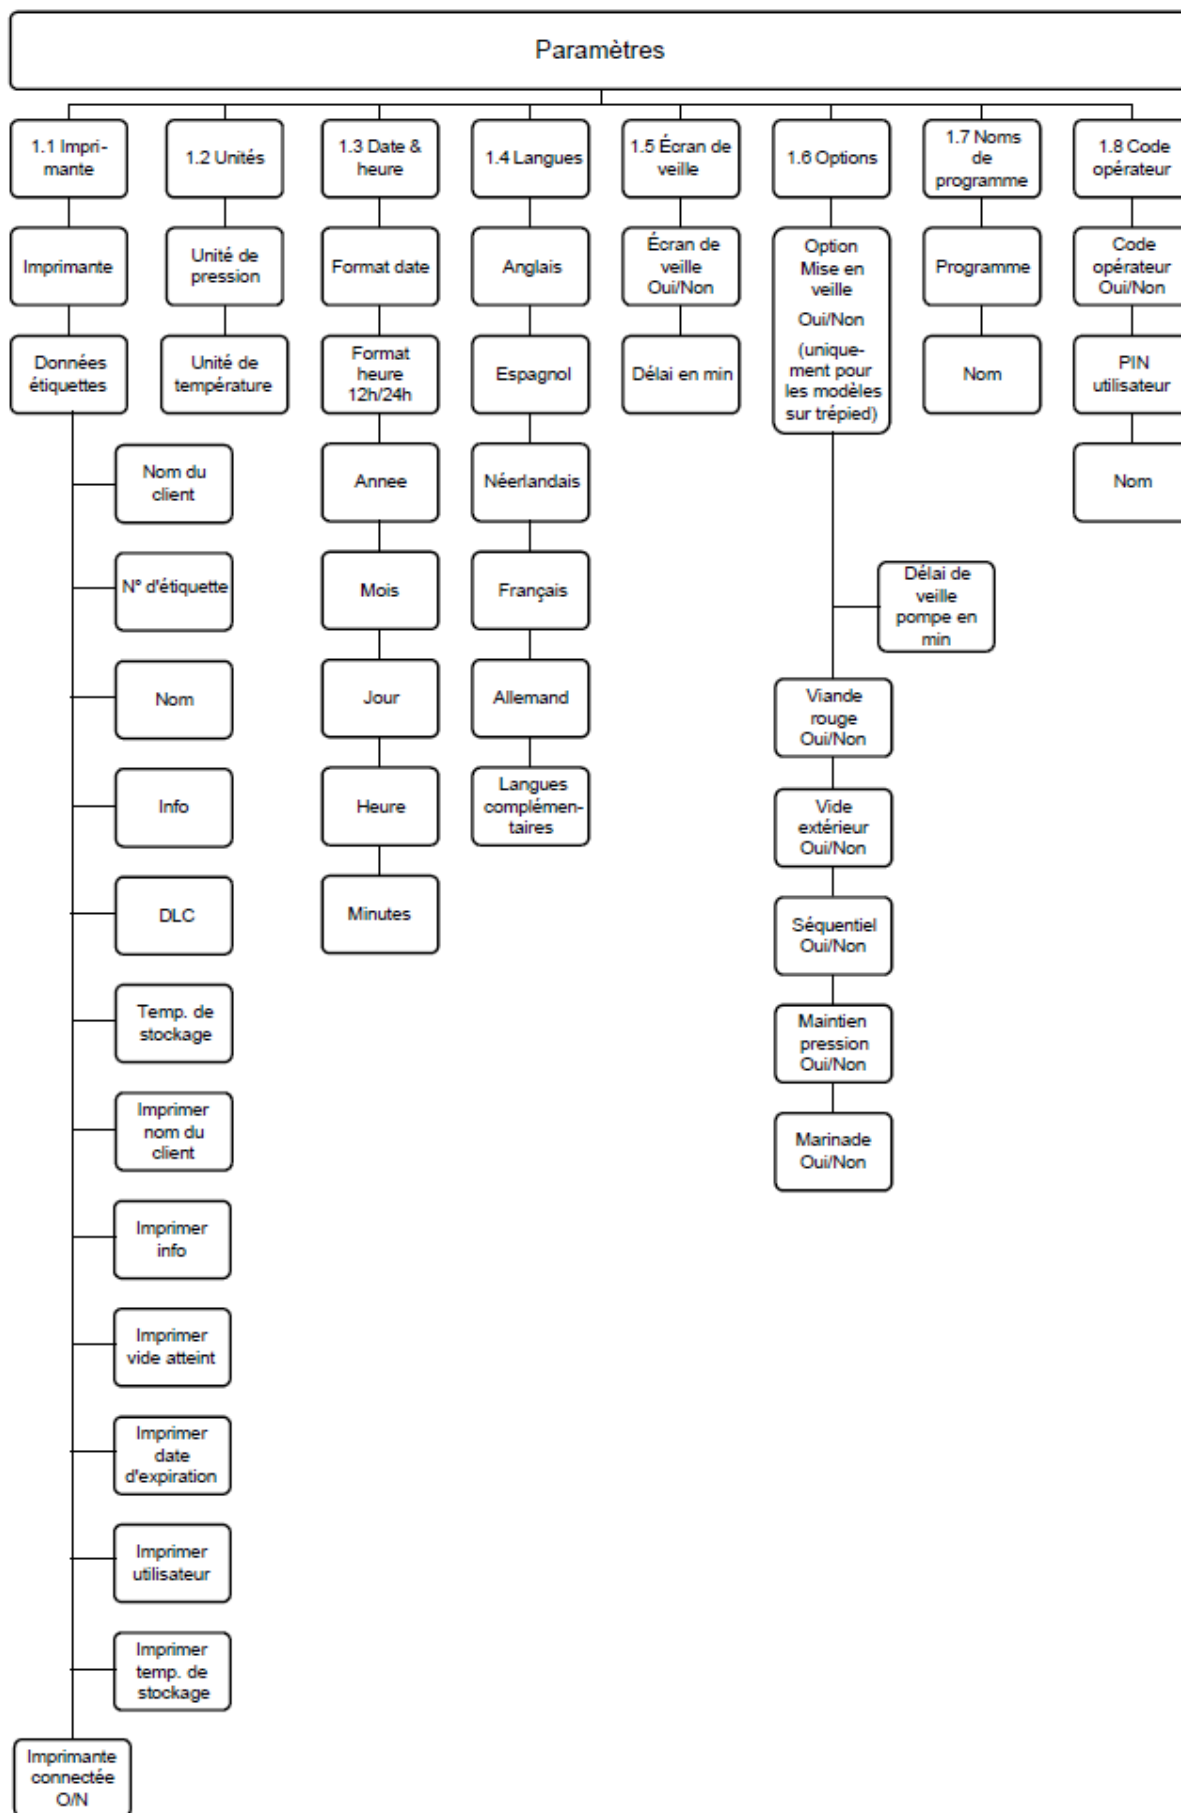 Paramètres
1.1 Impri-
mante
1.2 Unités
1.3 Date &
heure
1.4 Langues
1.5 Écran de
veille
1.6 Options
1.7 Noms
de
programme
1.8 Code
opérateur
Imprimante
Données
étiquettes
Nom du
client
N° d'étiquette
Nom
Info
DLC
Temp. de
stockage
Imprimer
nom du
client
Imprimer
info
Imprimer
vide atteint
Imprimer
date
d'expiration
Imprimer
utilisateur
Imprimer
temp. de
stockage
Imprimante
connectée
O/N
Unité de
pression
Unité de
température
Format date
Format
heure
12h/24h
Annee
Mois
Jour
Heure
Minutes
Anglais
Espagnol
Néerlandais
Français
Allemand
Langues
complémen-
taires
Écran de
veille
Oui/Non
Délai en min
Option
Mise en
veille
Oui/Non
(unique-
ment pour
les modèles
sur trépied)
Délai de
veille
pompe en
min
Viande
rouge
Oui/Non
Vide
extérieur
Oui/Non
Séquentiel
Oui/Non
Maintien
pression
Oui/Non
Marinade
Oui/Non
Programme
Nom
Code
opérateur
Oui/Non
PIN
utilisateur
Nom